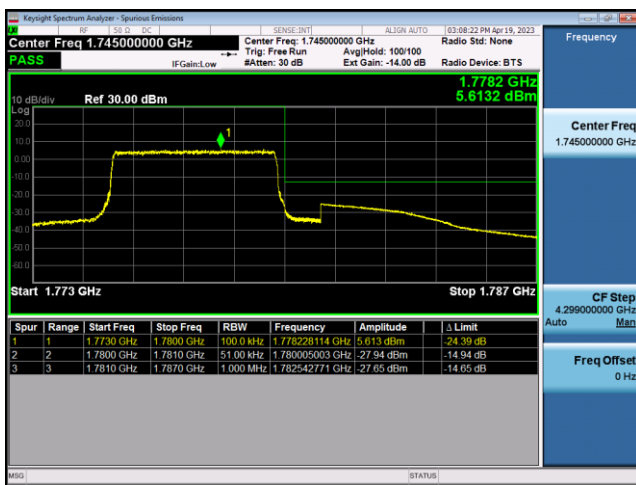 Keysight Spectrum Analyzer - Spurious Emissions
RF 50 Ω DC SENSE:INT ALIGN AUTO 03:08:22 PM Apr 19, 2023
Center Freq 1.745000000 GHz Center Freq: 1.745000000 GHz Radio Std: None Frequency
Trig: Free Run Avg|Hold: 100/100
PASS IFGain:Low #Atten: 30 dB Ext Gain: -14.00 dB Radio Device: BTS
1.7782 GHz
5.6132 dBm
10 dB/div Ref 30.00 dBm
Log
20.0
10.0 1
0.00
-10.0
-20.0
-30.0
-40.0
-50.0
-60.0
Start 1.773 GHz Stop 1.787 GHz
Center Freq
1.745000000 GHz
CF Step
4.299000000 GHz
Auto Man
Freq Offset
0 Hz
Spur Range Start Freq Stop Freq RBW Frequency Amplitude Δ Limit
1 1 1.7730 GHz 1.7800 GHz 100.0 kHz 1.778228114 GHz 5.613 dBm -24.39 dB
2 2 1.7800 GHz 1.7810 GHz 51.00 kHz 1.780005003 GHz -27.94 dBm -14.94 dB
3 3 1.7810 GHz 1.7870 GHz 1.000 MHz 1.782542771 GHz -27.65 dBm -14.65 dB
MSG STATUS